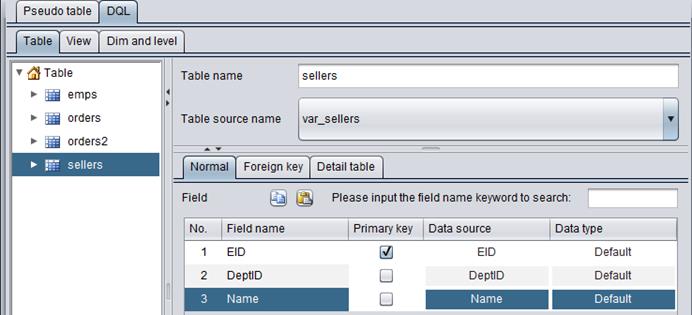 Pseudo table DQL
Table View Dim and level
Table
emps
orders
orders2
sellers
Table name sellers
Table source name var_sellers
Normal Foreign key Detail table
Field Please input the field name keyword to search:
No. Field name Primary key Data source Data type
1 EID EID Default
2 DeptID DeptID Default
3 Name Name Default